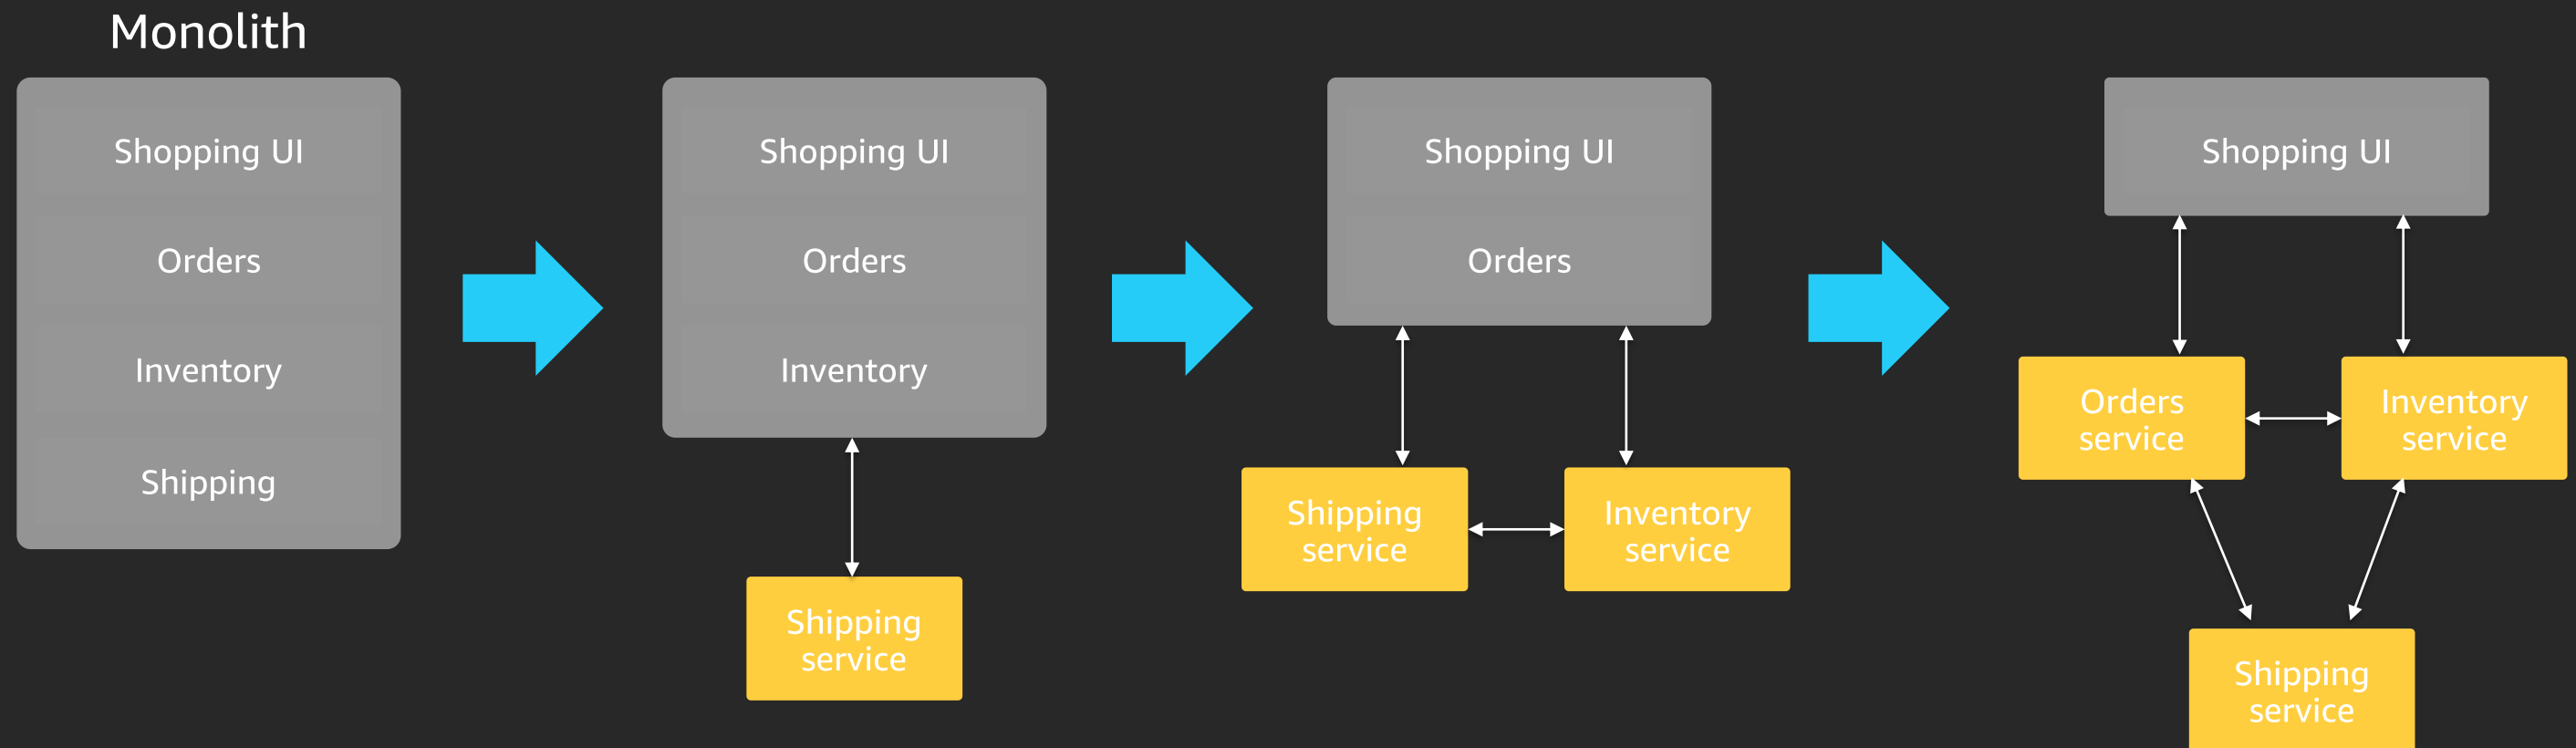 Monolith
Shopping UI
Orders
Inventory
Shipping
Shopping UI
Orders
Inventory
Shipping
service
Shopping UI
Orders
Shipping
service
Inventory
service
Shopping UI
Orders
service
Inventory
service
Shipping
service